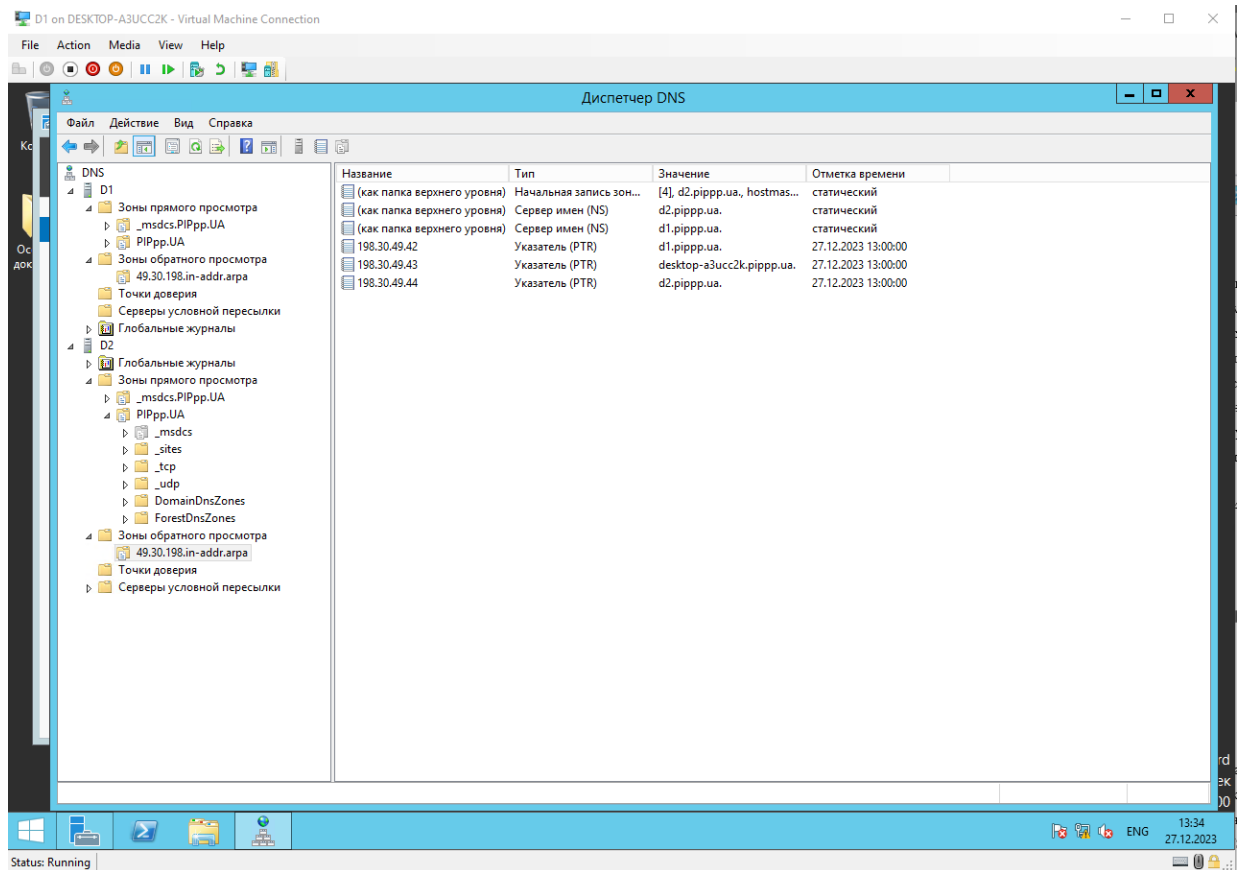 D1 on DESKTOP-A3UCC2K - Virtual Machine Connection
File Action Media View Help
Диспетчер DNS
Файл Действие Вид Справка
DNS
D1
Зоны прямого просмотра
_msdcs.PIPpp.UA
PIPpp.UA
Зоны обратного просмотра
49.30.198.in-addr.arpa
Точки доверия
Серверы условной пересылки
Глобальные журналы
D2
Глобальные журналы
Зоны прямого просмотра
_msdcs.PIPpp.UA
PIPpp.UA
_msdcs
_sites
_tcp
_udp
DomainDnsZones
ForestDnsZones
Зоны обратного просмотра
49.30.198.in-addr.arpa
Точки доверия
Серверы условной пересылки
Название Тип Значение Отметка времени
(как папка верхнего уровня) Начальная запись зон... [4], d2.pippp.ua., hostmas... статический
(как папка верхнего уровня) Сервер имен (NS) d2.pippp.ua. статический
(как папка верхнего уровня) Сервер имен (NS) d1.pippp.ua. статический
198.30.49.42 Указатель (PTR) d1.pippp.ua. 27.12.2023 13:00:00
198.30.49.43 Указатель (PTR) desktop-a3ucc2k.pippp.ua. 27.12.2023 13:00:00
198.30.49.44 Указатель (PTR) d2.pippp.ua. 27.12.2023 13:00:00
ENG
13:34
27.12.2023
Status: Running